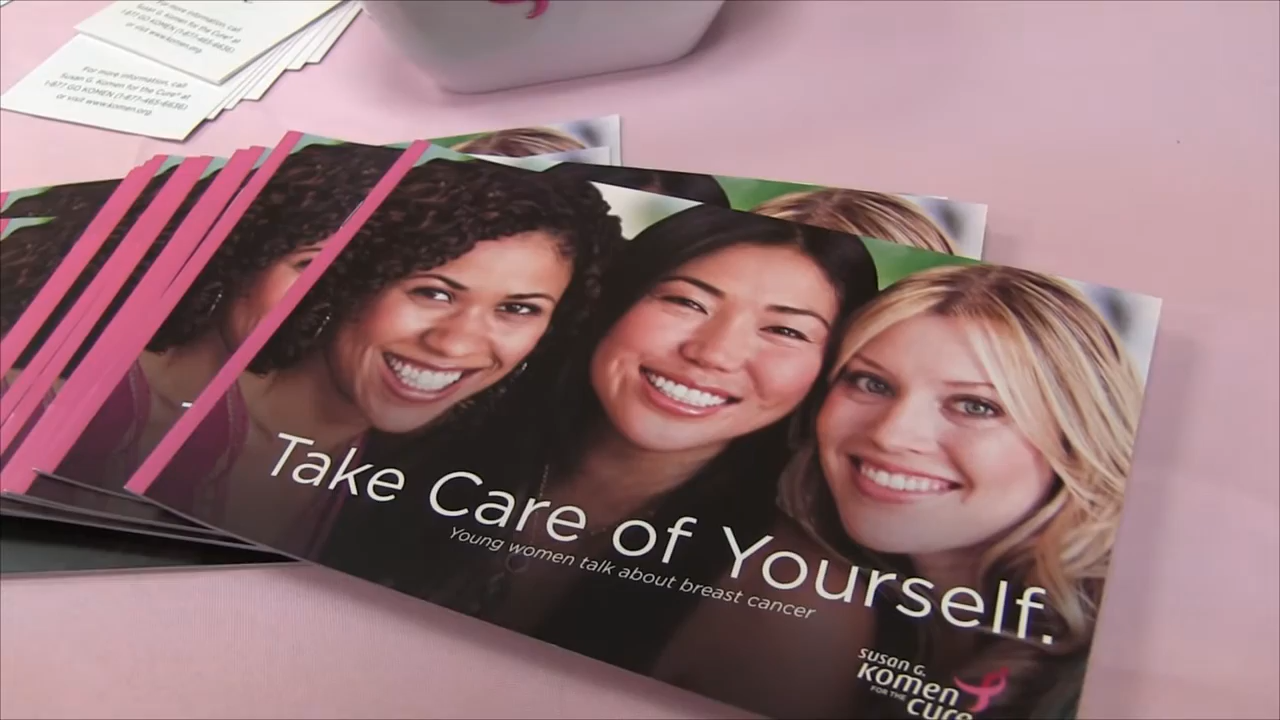 For more information, call
Susan G. Komen for the Cure® at
1-877 GO KOMEN (1-877-465-6636)
or visit www.komen.org
For more information, call
Susan G. Komen for the Cure® at
1-877 GO KOMEN (1-877-465-6636)
or visit www.komen.org
Take Care of Yourself.
Young women talk about breast cancer
susan G.
Komen
FOR THE
cure